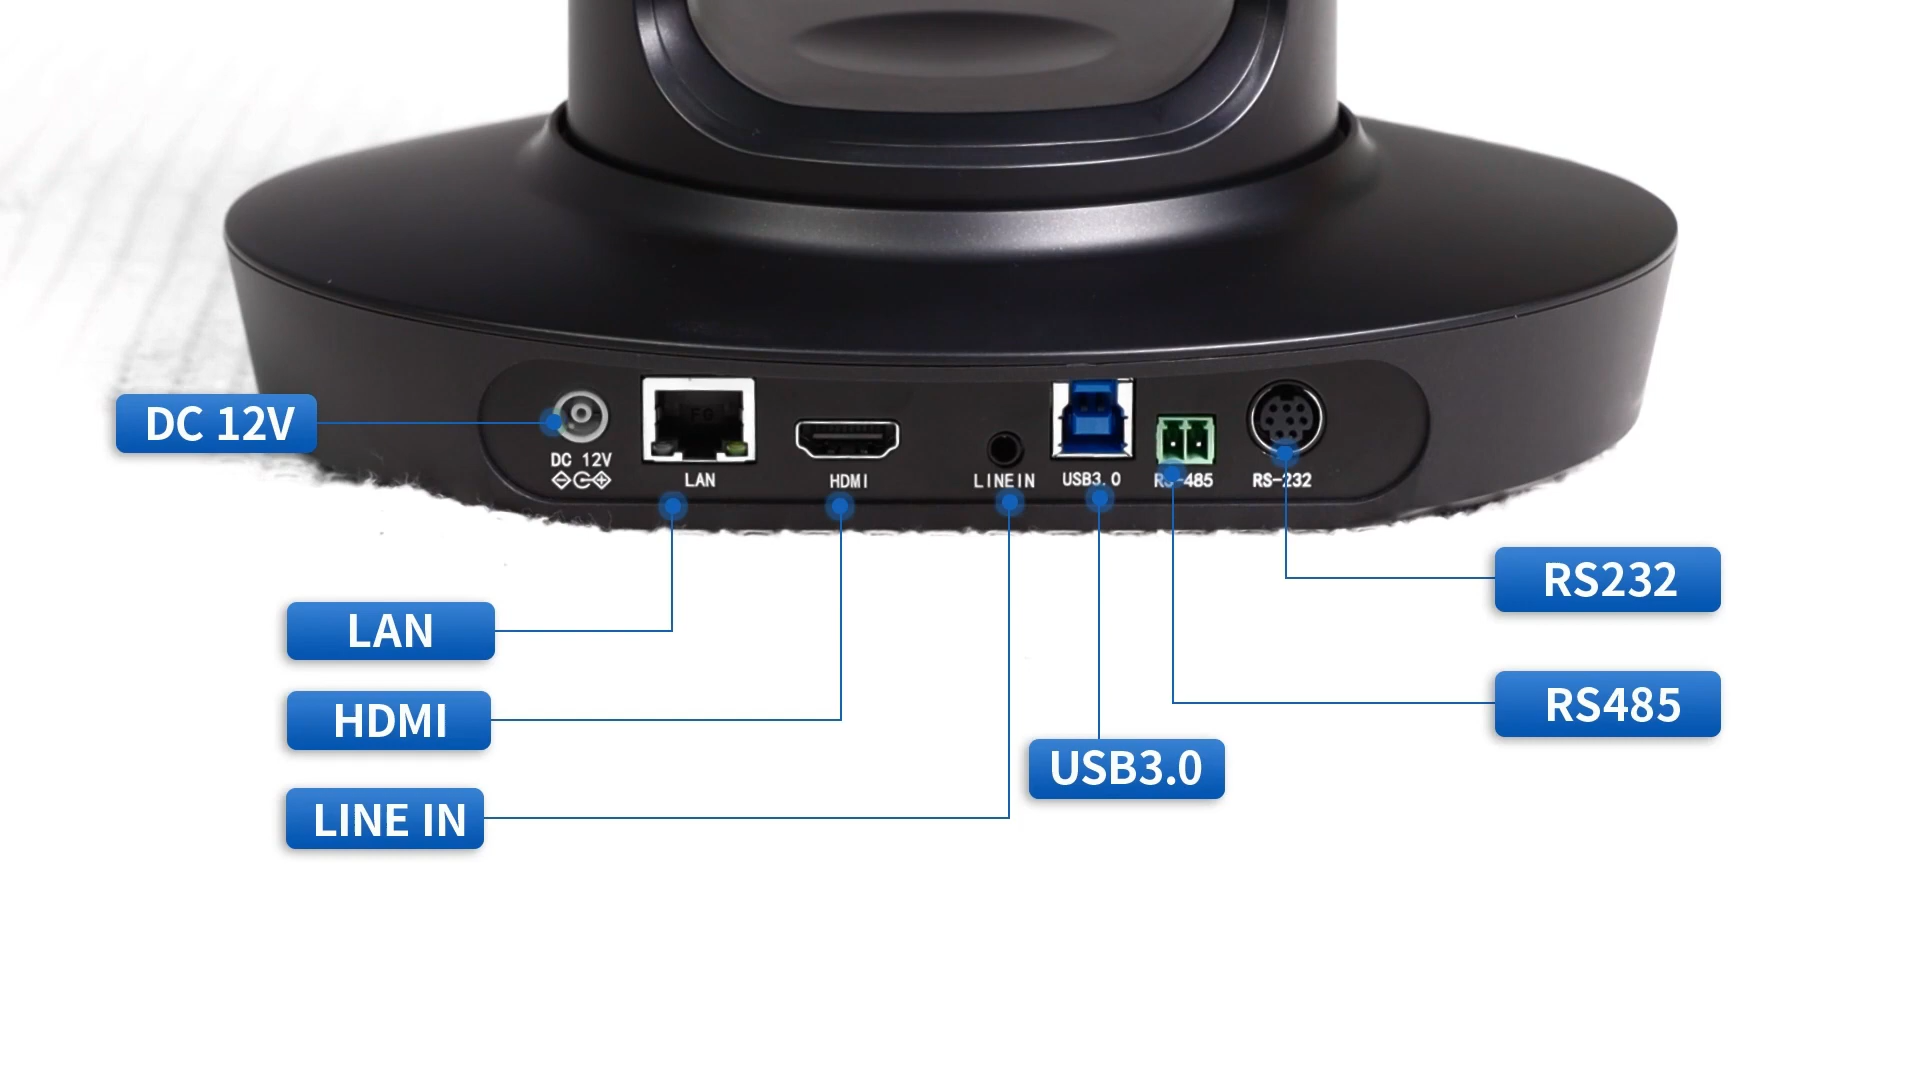 DC 12V
DC 12V
LAN
HDMI
LINE IN
USB3.0
RS-485
RS-232
LAN
HDMI
LINE IN
USB3.0
RS232
RS485